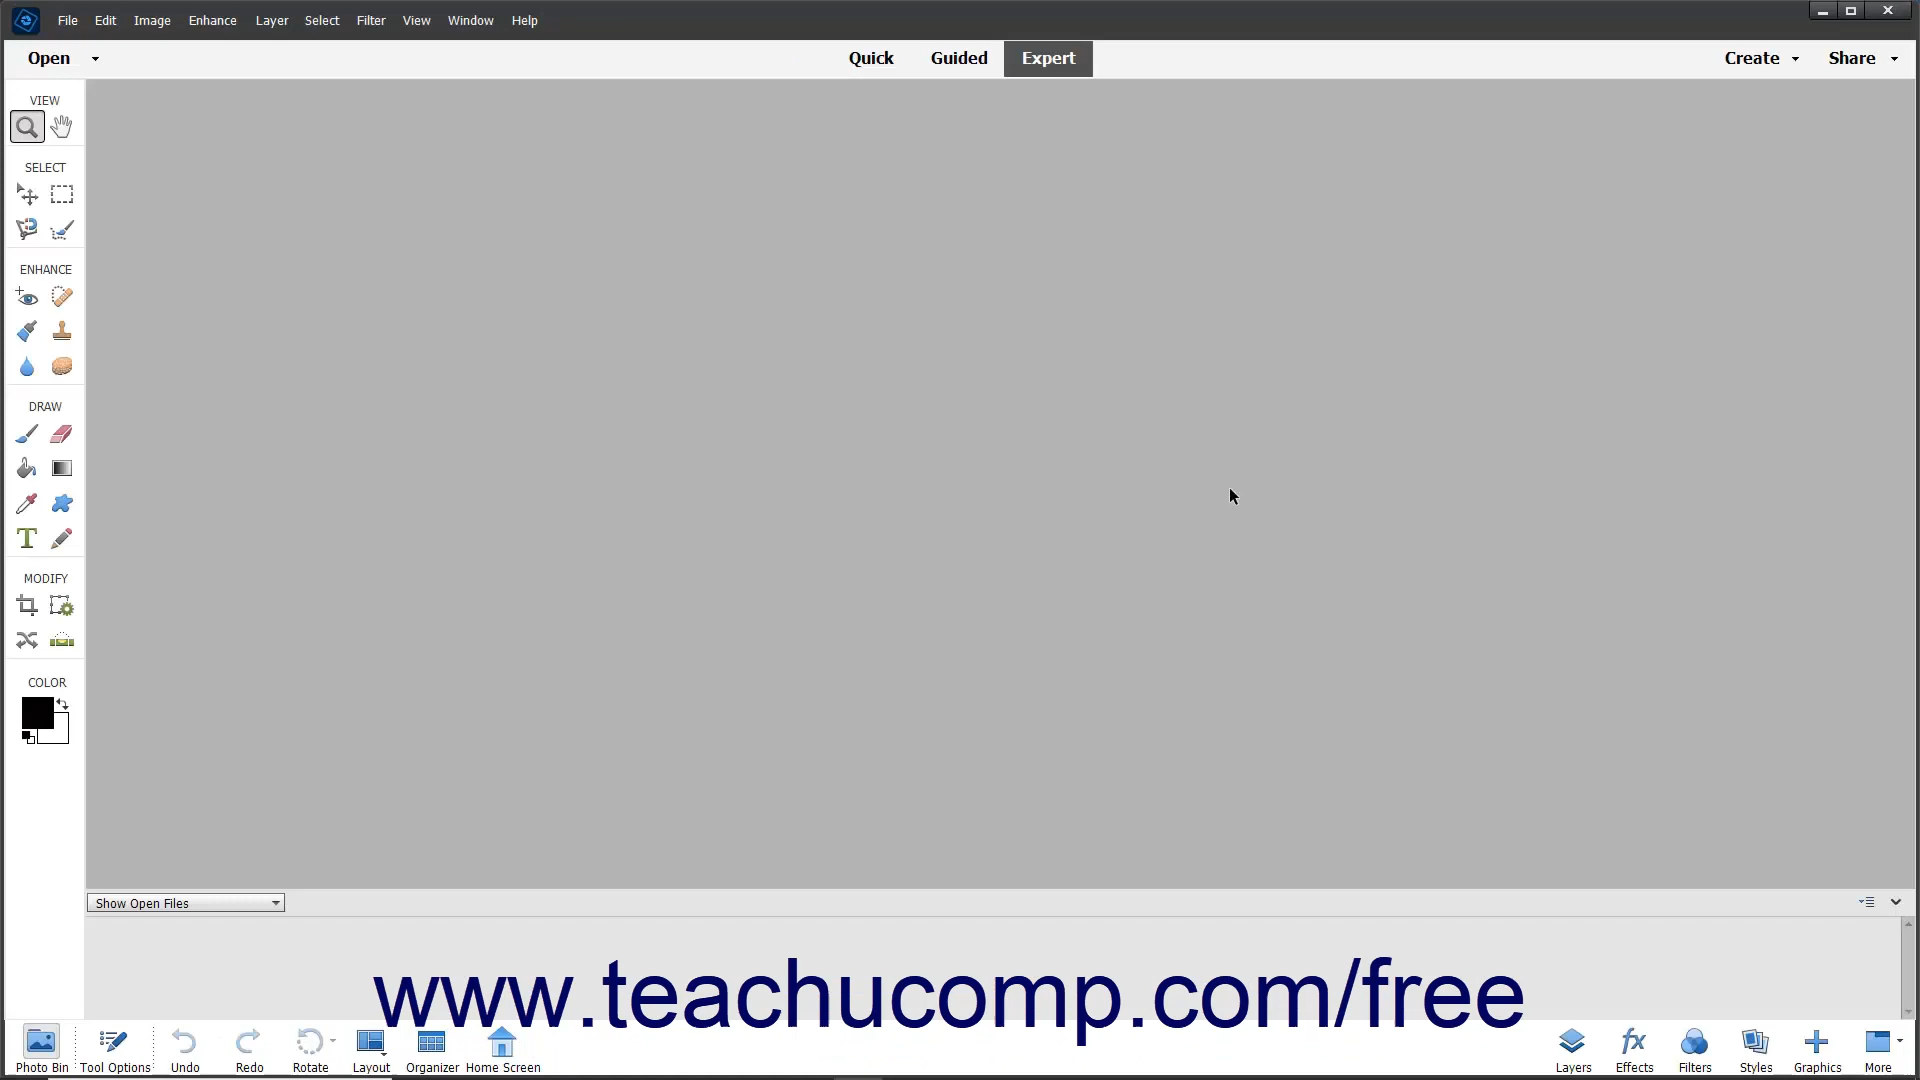 File Edit Image Enhance Layer Select Filter View Window Help
Open Quick Guided Expert Create Share
VIEW
SELECT
ENHANCE
DRAW
T
MODIFY
COLOR
Show Open Files
www.teachucomp.com/free
fx
Photo Bin Tool Options Undo Redo Rotate Layout Organizer Home Screen Layers Effects Filters Styles Graphics More